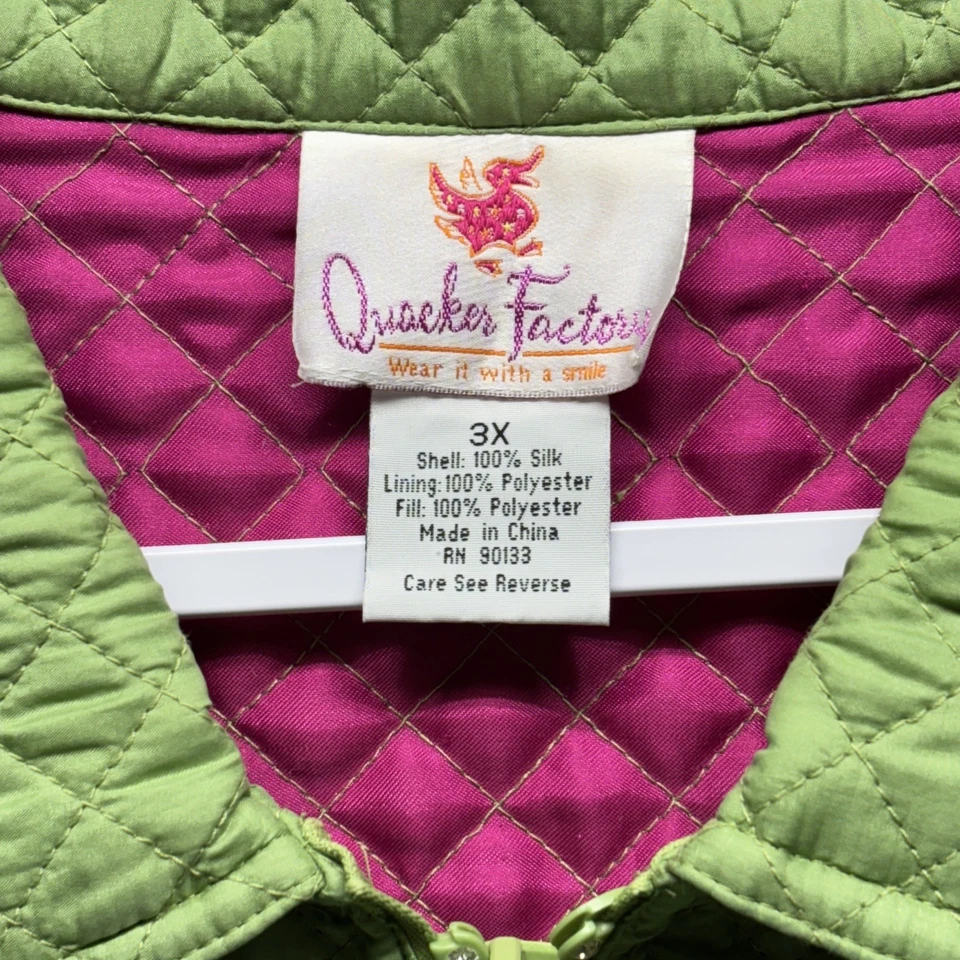 Quacker Factory
Wear it with a smile
3X
Shell: 100% Silk
Lining:100% Polyester
Fill: 100% Polyester
Made in China
RN 90133
Care See Reverse